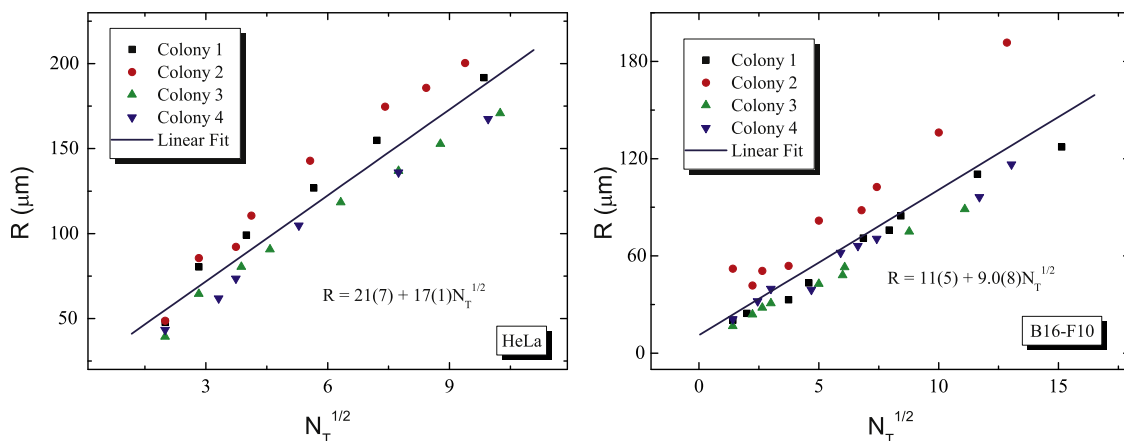 Colony 1
Colony 2
Colony 3
Colony 4
Linear Fit
200
150
100
50
R (μm)
R = 21(7) + 17(1)N_T^1/2
HeLa
3
6
9
N_T^1/2
Colony 1
Colony 2
Colony 3
Colony 4
Linear Fit
180
120
60
0
R (μm)
R = 11(5) + 9.0(8)N_T^1/2
B16-F10
0
5
10
15
N_T^1/2